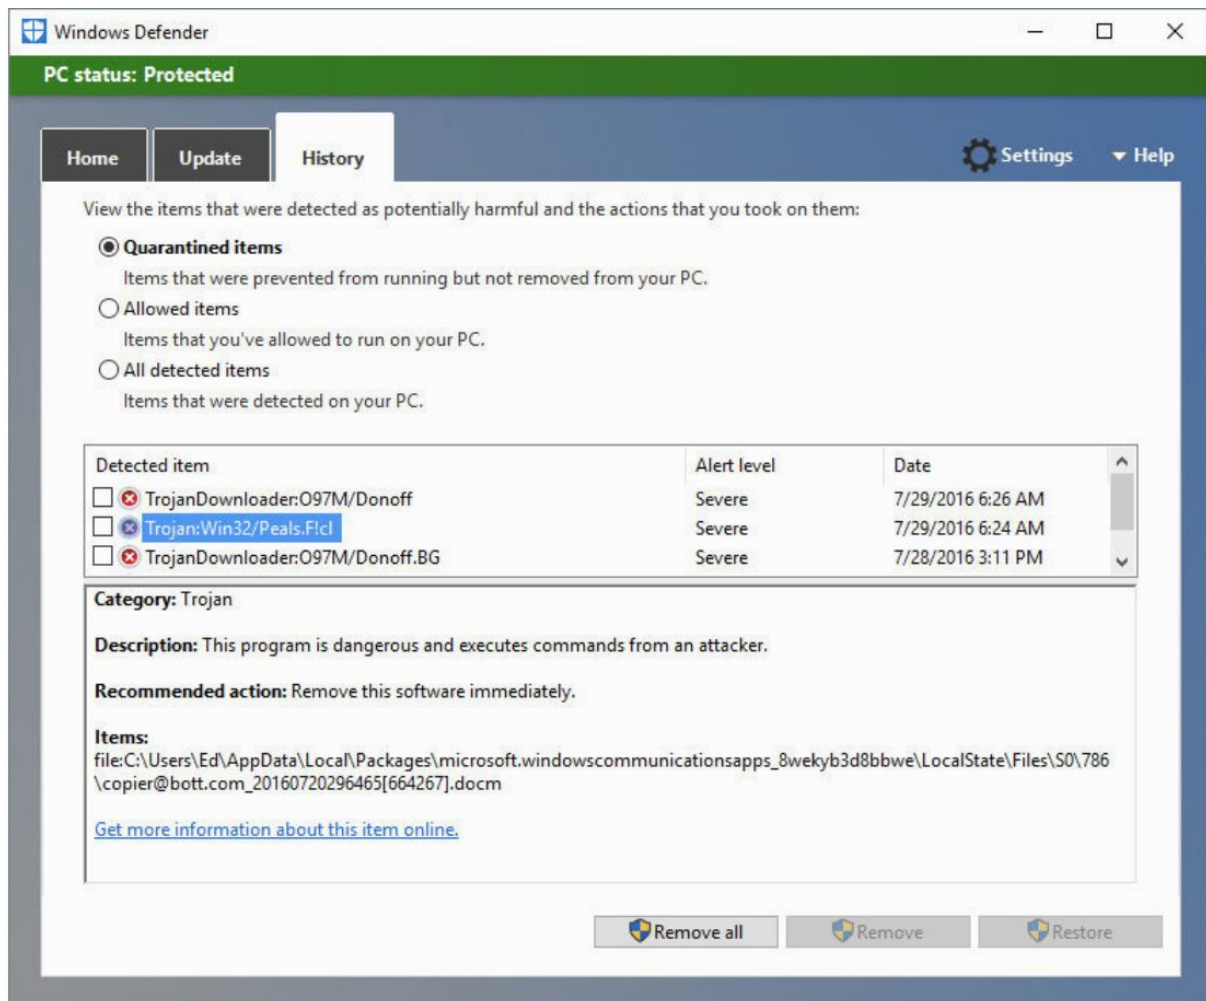 Windows Defender
PC status: Protected
Home Update History Settings Help
View the items that were detected as potentially harmful and the actions that you took on them:
Quarantined items
Items that were prevented from running but not removed from your PC.
Allowed items
Items that you've allowed to run on your PC.
All detected items
Items that were detected on your PC.
Detected item Alert level Date
TrojanDownloader:O97M/Donoff Severe 7/29/2016 6:26 AM
Trojan:Win32/Peals.F!cl Severe 7/29/2016 6:24 AM
TrojanDownloader:O97M/Donoff.BG Severe 7/28/2016 3:11 PM
Category: Trojan
Description: This program is dangerous and executes commands from an attacker.
Recommended action: Remove this software immediately.
Items:
file:C:\Users\Ed\AppData\Local\Packages\microsoft.windowscommunicationsapps_8wekyb3d8bbwe\LocalState\Files\S0\786
\copier@bott.com_20160720296465[664267].docm
Get more information about this item online.
Remove all Remove Restore